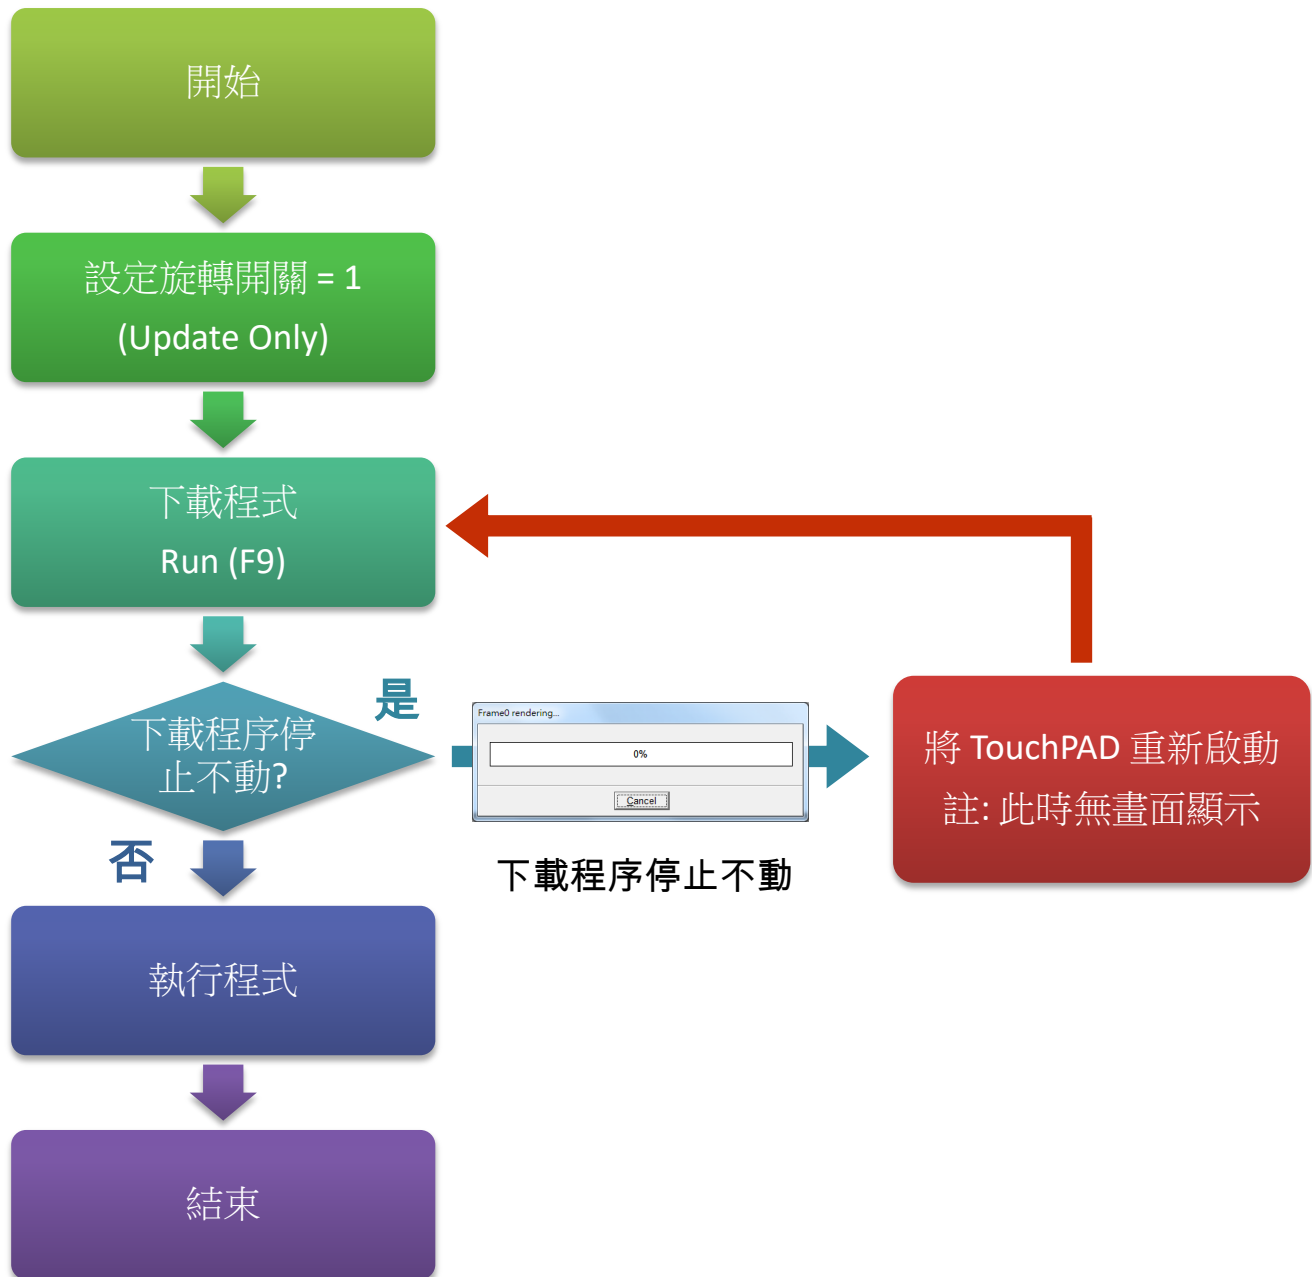 開始
設定旋轉開關 = 1
(Update Only)
下載程式
Run (F9)
下載程序停
止不動?
是
Frame0 rendering...
0%
Cancel
下載程序停止不動
將 TouchPAD 重新啟動
註: 此時無畫面顯示
否
執行程式
結束